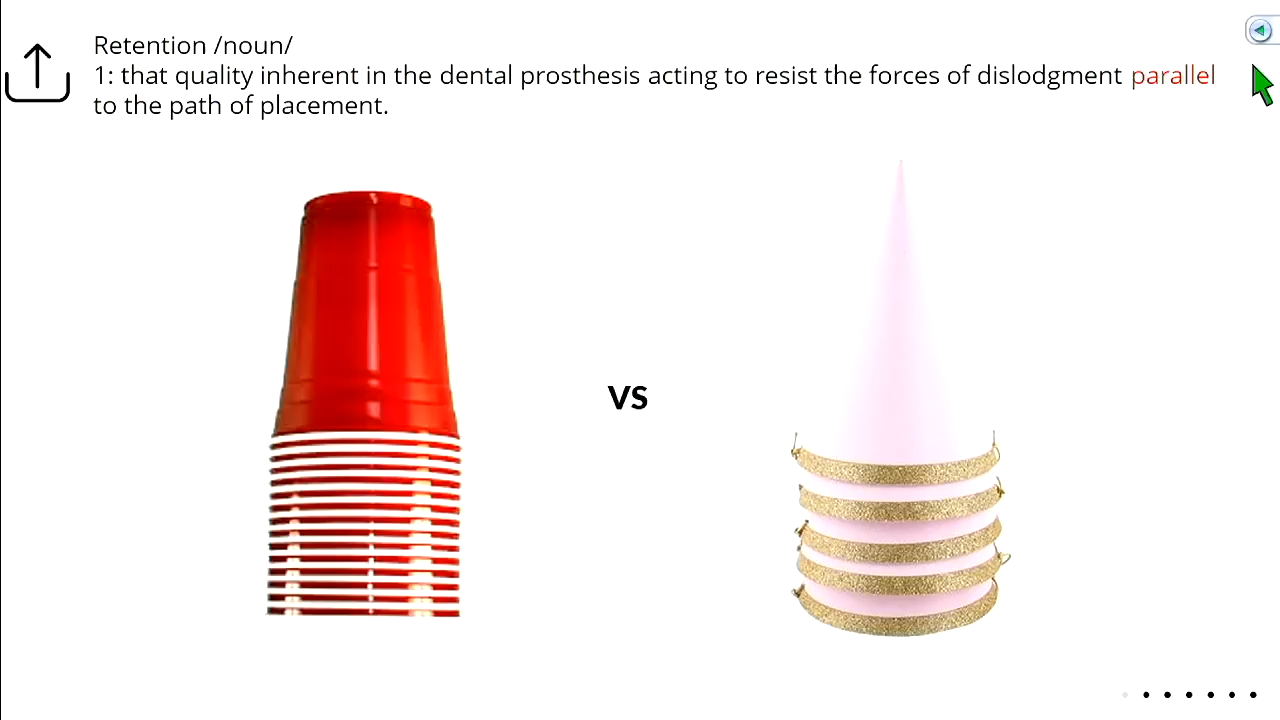 Retention /noun/
1: that quality inherent in the dental prosthesis acting to resist the forces of dislodgment parallel
to the path of placement.
VS